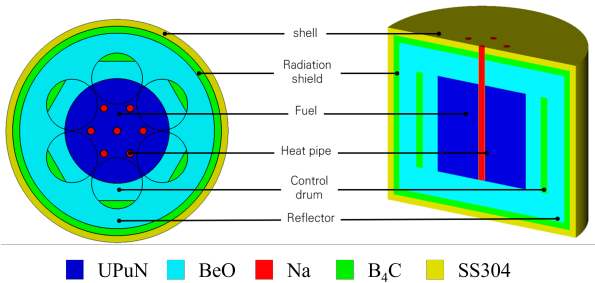 shell
Radiation
shield
Fuel
Heat pipe
Control
drum
Reflector
UPuN
BeO
Na
B₄C
SS304